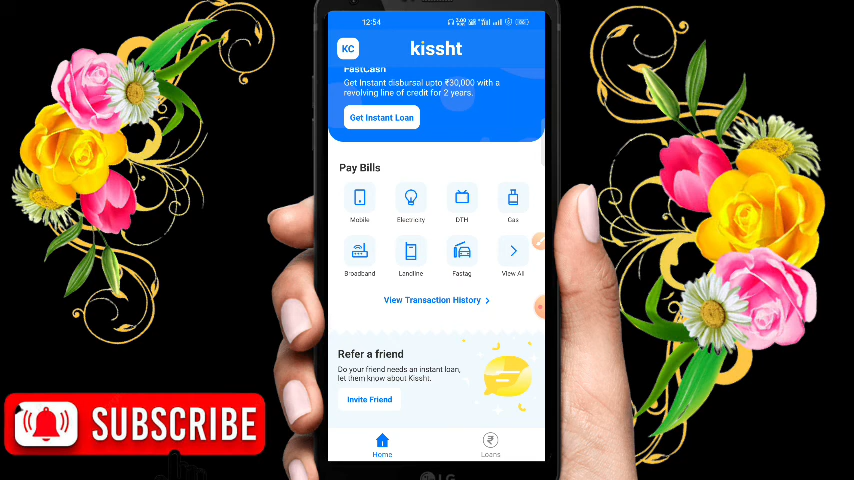 12:54
KC
kissht
FastCash
Get Instant disbursal upto ₹30,000 with a
revolving line of credit for 2 years.
Get Instant Loan
Pay Bills
Mobile
Electricity
DTH
Gas
Broadband
Landline
Fastag
View All
View Transaction History
Refer a friend
Do your friend needs an instant loan,
let them know about Kissht.
Invite Friend
SUBSCRIBE
Home
Loans
LG